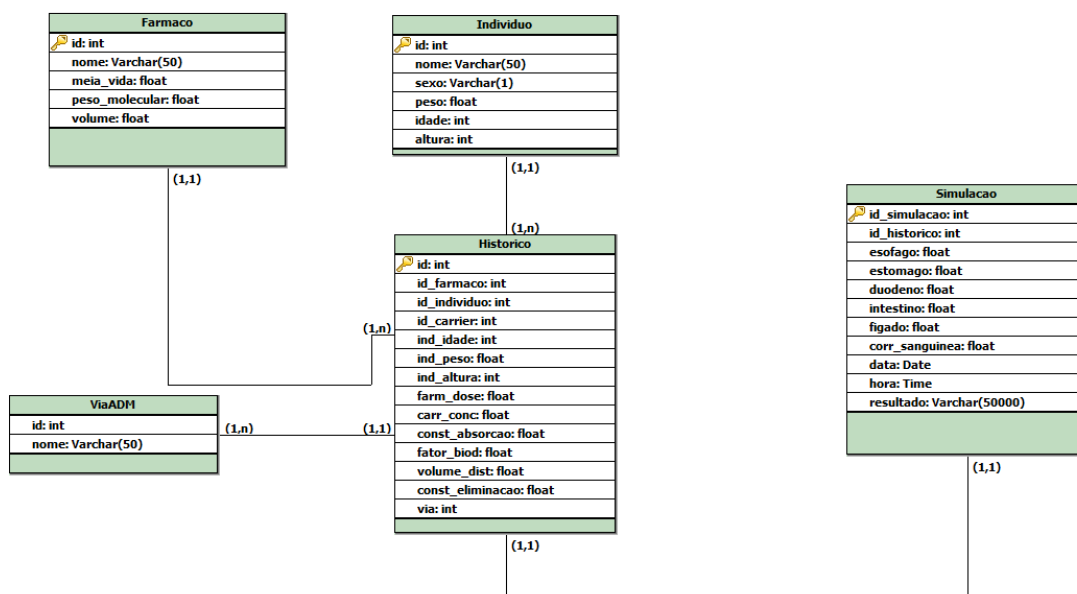 Farmaco
id: int
nome: Varchar(50)
meia_vida: float
peso_molecular: float
volume: float
(1,1)
Individuo
id: int
nome: Varchar(50)
sexo: Varchar(1)
peso: float
idade: int
altura: int
(1,1)
(1,n)
Historico
id: int
id_farmaco: int
id_individuo: int
id_carrier: int
ind_idade: int
ind_peso: float
ind_altura: int
farm_dose: float
carr_conc: float
const_absorcao: float
fator_biod: float
volume_dist: float
const_eliminacao: float
via: int
(1,1)
(1,n)
ViaADM
id: int
nome: Varchar(50)
(1,n)
(1,1)
Simulacao
id_simulacao: int
id_historico: int
esofago: float
estomago: float
duodeno: float
intestino: float
figado: float
corr_sanguinea: float
data: Date
hora: Time
resultado: Varchar(50000)
(1,1)